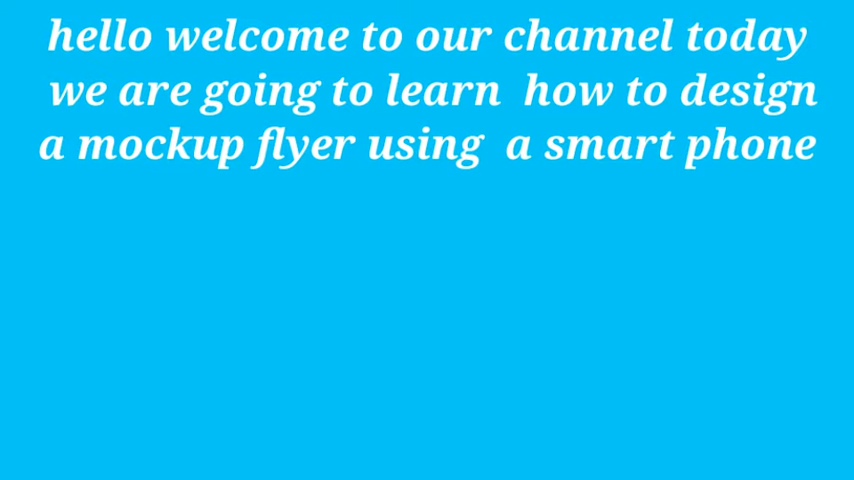 hello welcome to our channel today
we are going to learn how to design
a mockup flyer using a smart phone